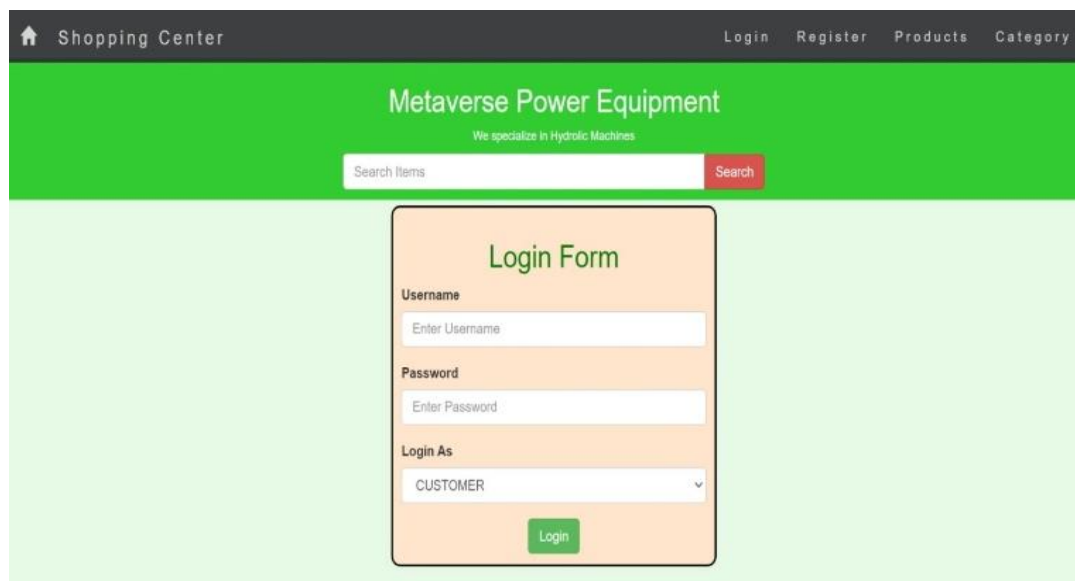 Shopping Center Login Register Products Category
Metaverse Power Equipment
We specialize in Hydrolic Machines
Search Items Search
Login Form
Username
Enter Username
Password
Enter Password
Login As
CUSTOMER
Login